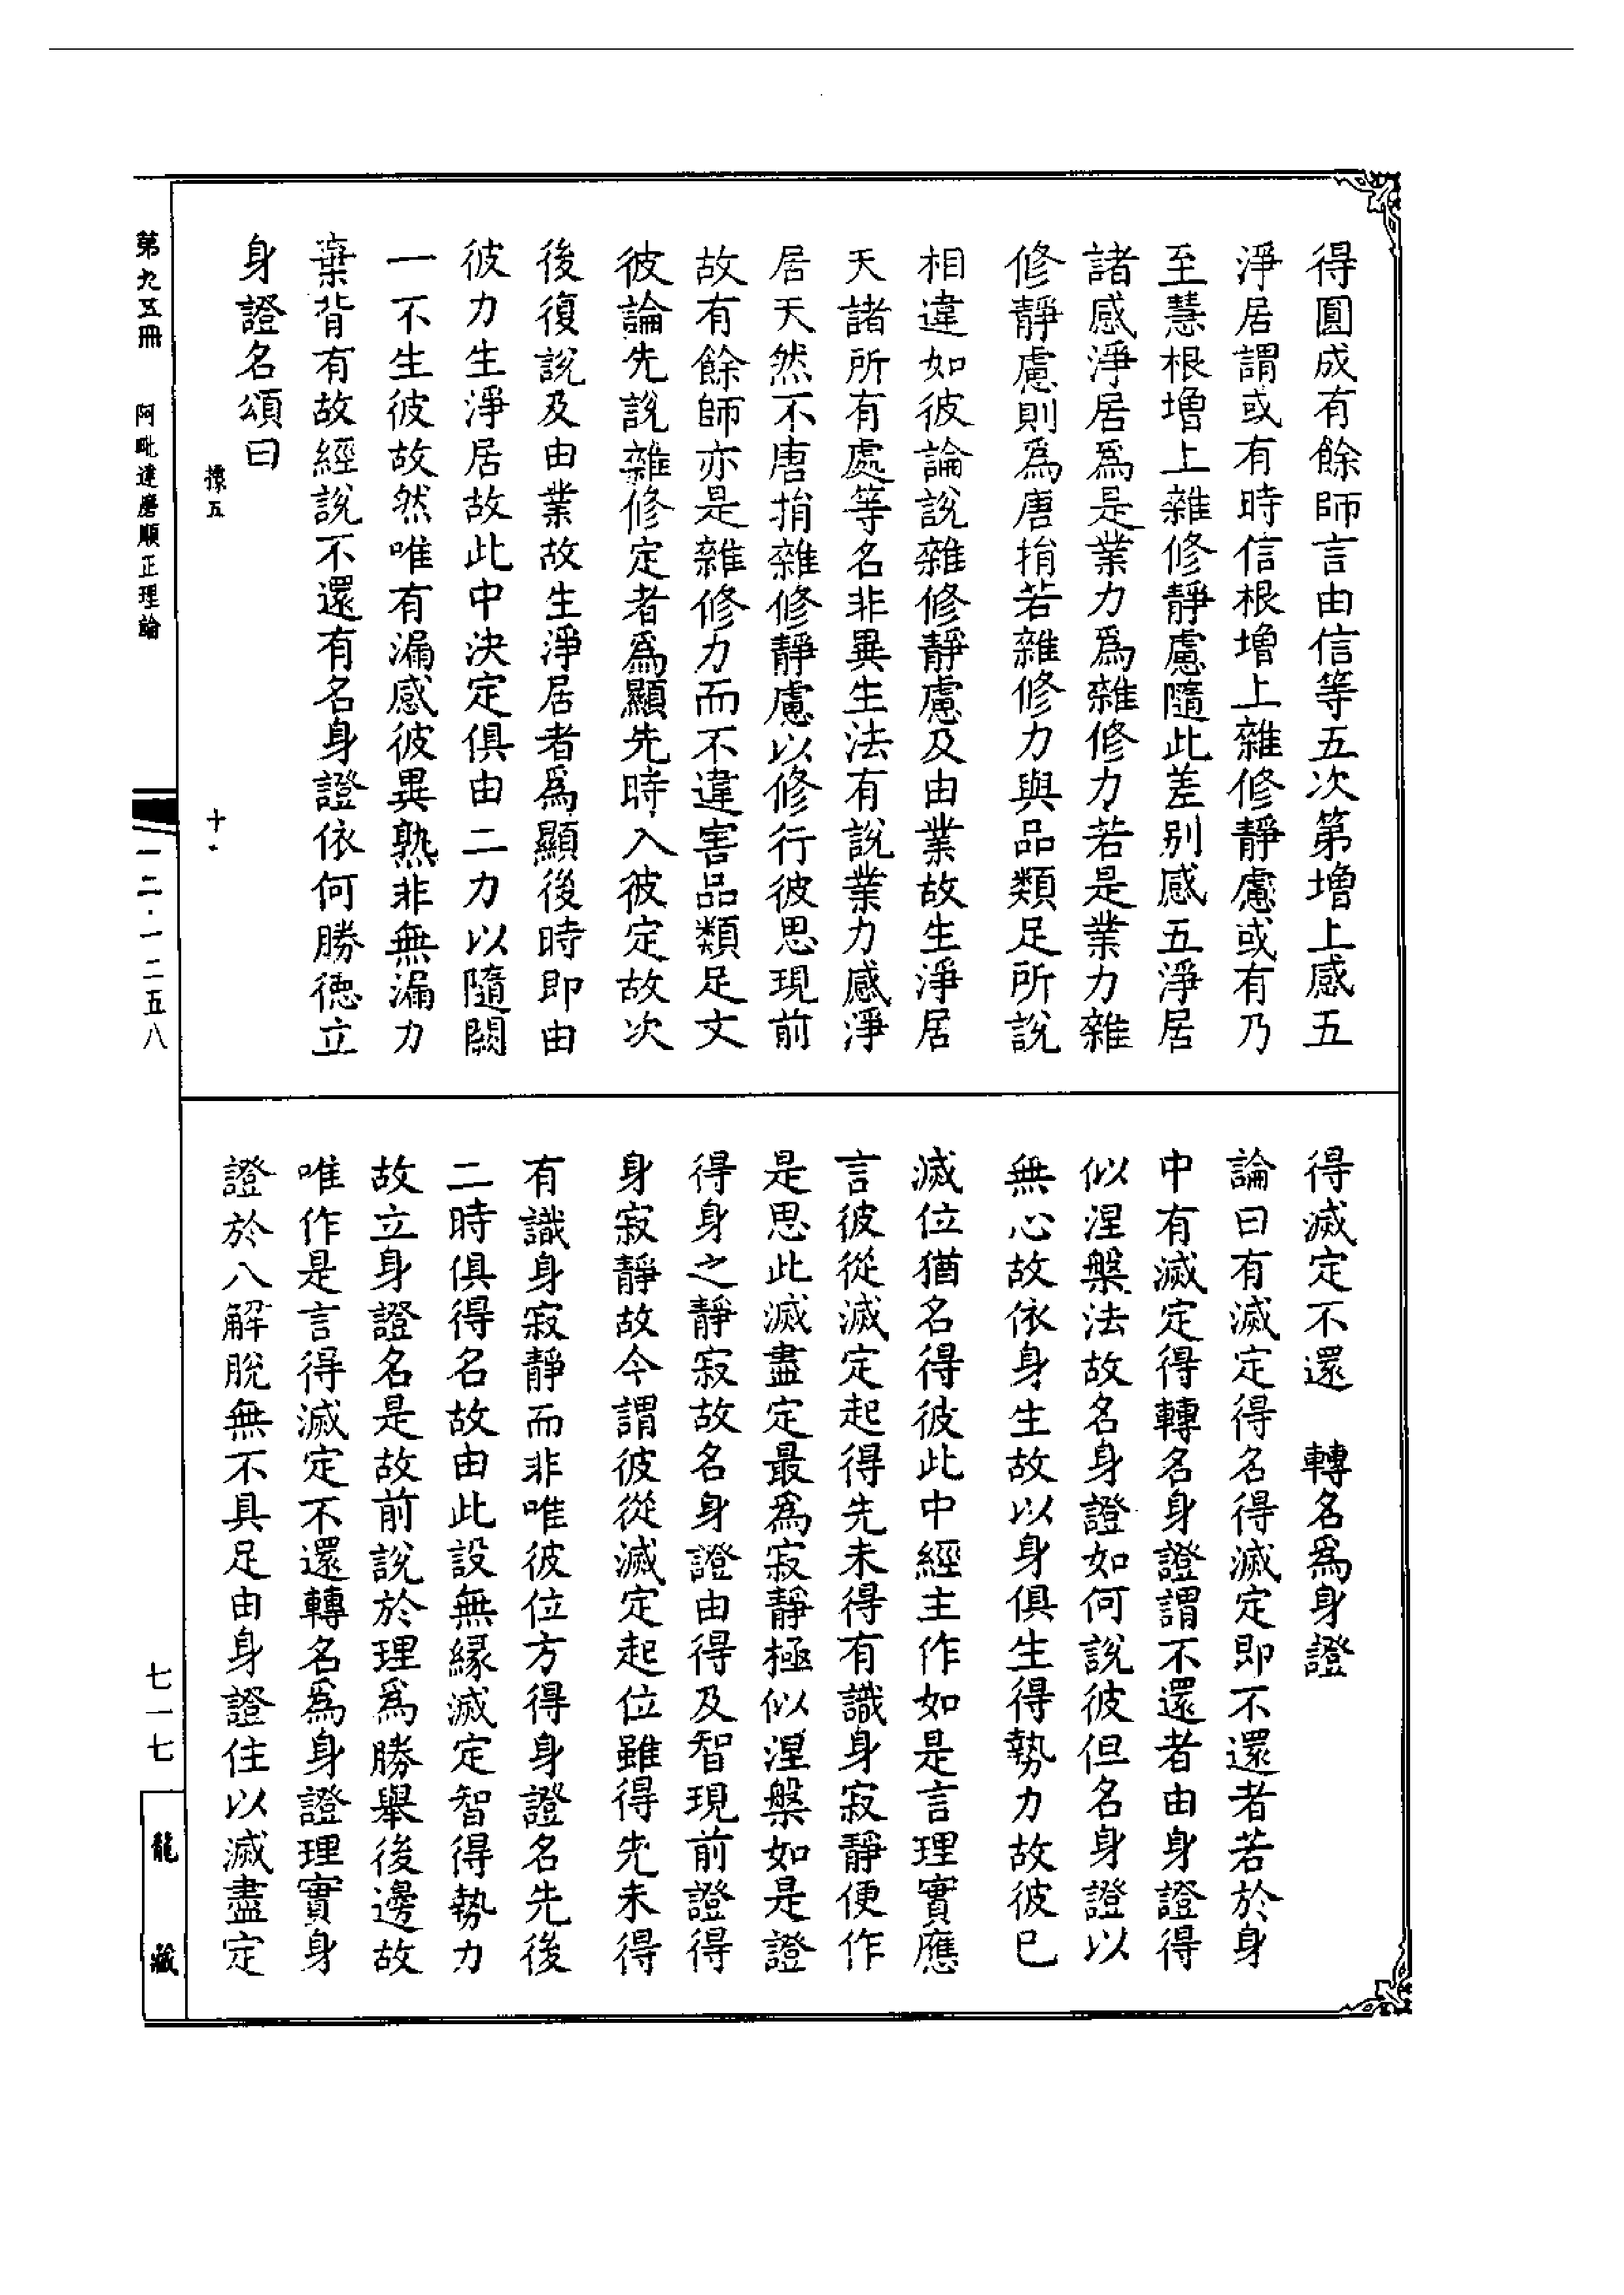 得圓成有餘師言由信等五次第增上感五
淨居謂或有時信根增上雜修靜慮或有乃
至慧根增上雜修靜慮隨此差別感五淨居
諸感淨居爲是業力爲雜修力若是業力雜
修靜慮則爲唐捐若雜修力與品類足所說
相違如彼論說雜修靜慮及由業故生淨居
天諸所有處等名非異生法有說業力感淨
居天然不唐捐雜修靜慮以修行彼思現前
故有餘師亦是雜修力而不違害品類足文
彼論先說雜修定者爲顯先時入彼定故次
後復說及由業故生淨居者爲顯後時即由
彼力生淨居故此中決定俱由二力以隨闕
一不生彼故然唯有漏感彼異熟非無漏力
棄背有故經說不還有名身證依何勝德立
身證名頌曰
據五 十
得滅定不還 轉名爲身證
論曰有滅定得名得滅定即不還者若於身
中有滅定得轉名身證謂不還者由身證得
似涅槃法故名身證如何說彼但名身證以
無心故依身生故以身俱生得勢力故彼已
滅位猶名得彼此中經主作如是言理實應
言彼從滅定起得先未得有識身寂靜便作
是思此滅盡定最爲寂靜極似涅槃如是證
得身之靜寂故名身證由得及智現前證得
身寂靜故今謂彼從滅定起位雖得先未得
有識身寂靜而非唯彼位方得身證名先後
二時俱得名故由此設無緣滅定智得勢力
故立身證名是故前說於理爲勝舉後邊故
唯作是言得滅定不還轉名爲身證理實身
證於八解脫無不具足由身證住以滅盡定
第九五冊 阿毗達磨順正理論
一二·一二五八
七一七
龍藏